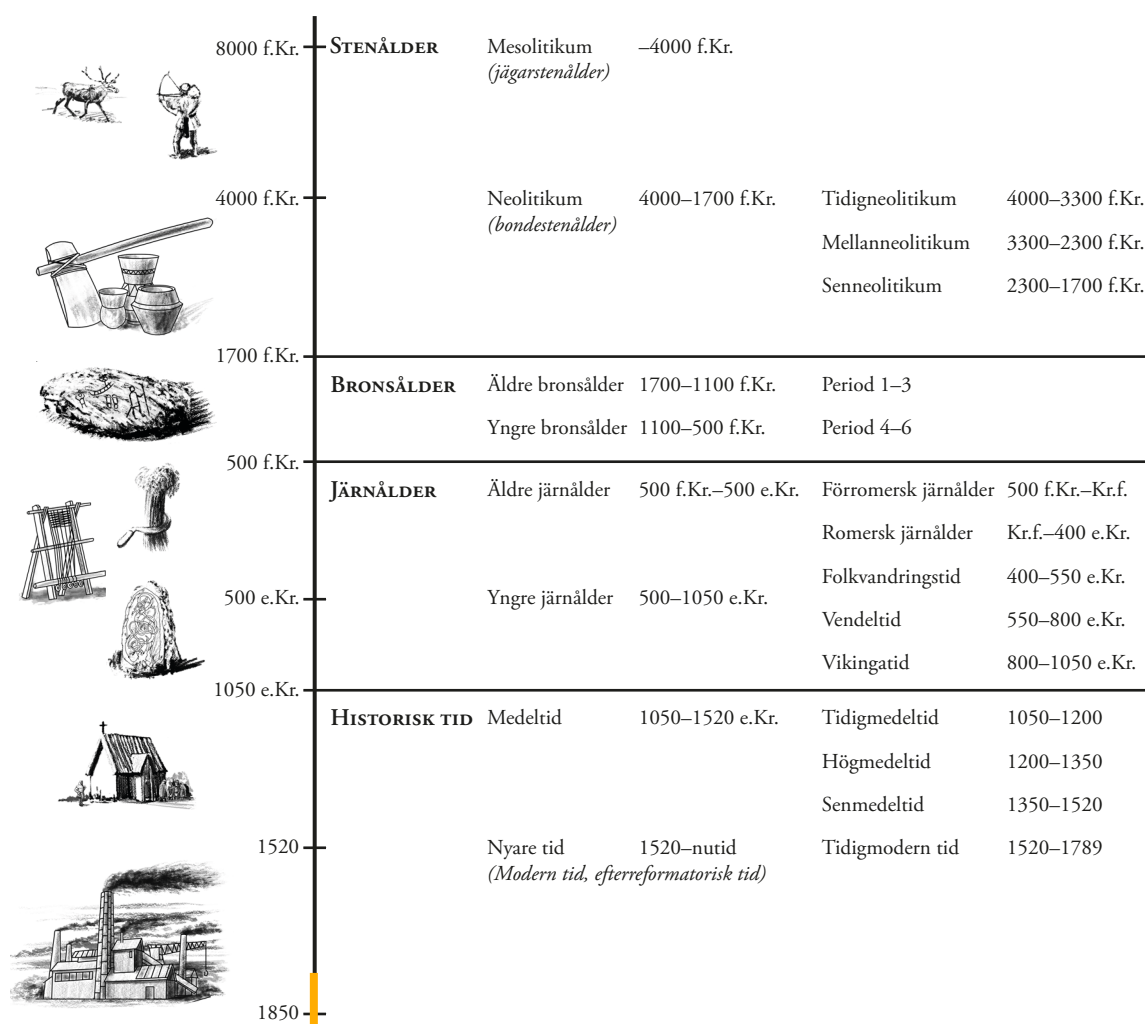 8000 f.Kr. STENÅLDER Mesolitikum –4000 f.Kr.
(jägarstenålder)
4000 f.Kr. Neolitikum 4000–1700 f.Kr. Tidigneolitikum 4000–3300 f.Kr.
(bondestenålder)
Mellanneolitikum 3300–2300 f.Kr.
Senneolitikum 2300–1700 f.Kr.
1700 f.Kr.
BRONSÅLDER Äldre bronsålder 1700–1100 f.Kr. Period 1–3
Yngre bronsålder 1100–500 f.Kr. Period 4–6
500 f.Kr.
JÄRNÅLDER Äldre järnålder 500 f.Kr.–500 e.Kr. Förromersk järnålder 500 f.Kr.–Kr.f.
Romersk järnålder Kr.f.–400 e.Kr.
Folkvandringstid 400–550 e.Kr.
500 e.Kr. Yngre järnålder 500–1050 e.Kr.
Vendeltid 550–800 e.Kr.
Vikingatid 800–1050 e.Kr.
1050 e.Kr.
HISTORISK TID Medeltid 1050–1520 e.Kr. Tidigmedeltid 1050–1200
Högmedeltid 1200–1350
Senmedeltid 1350–1520
1520 Nyare tid 1520–nutid Tidigmodern tid 1520–1789
(Modern tid, efterreformatorisk tid)
1850